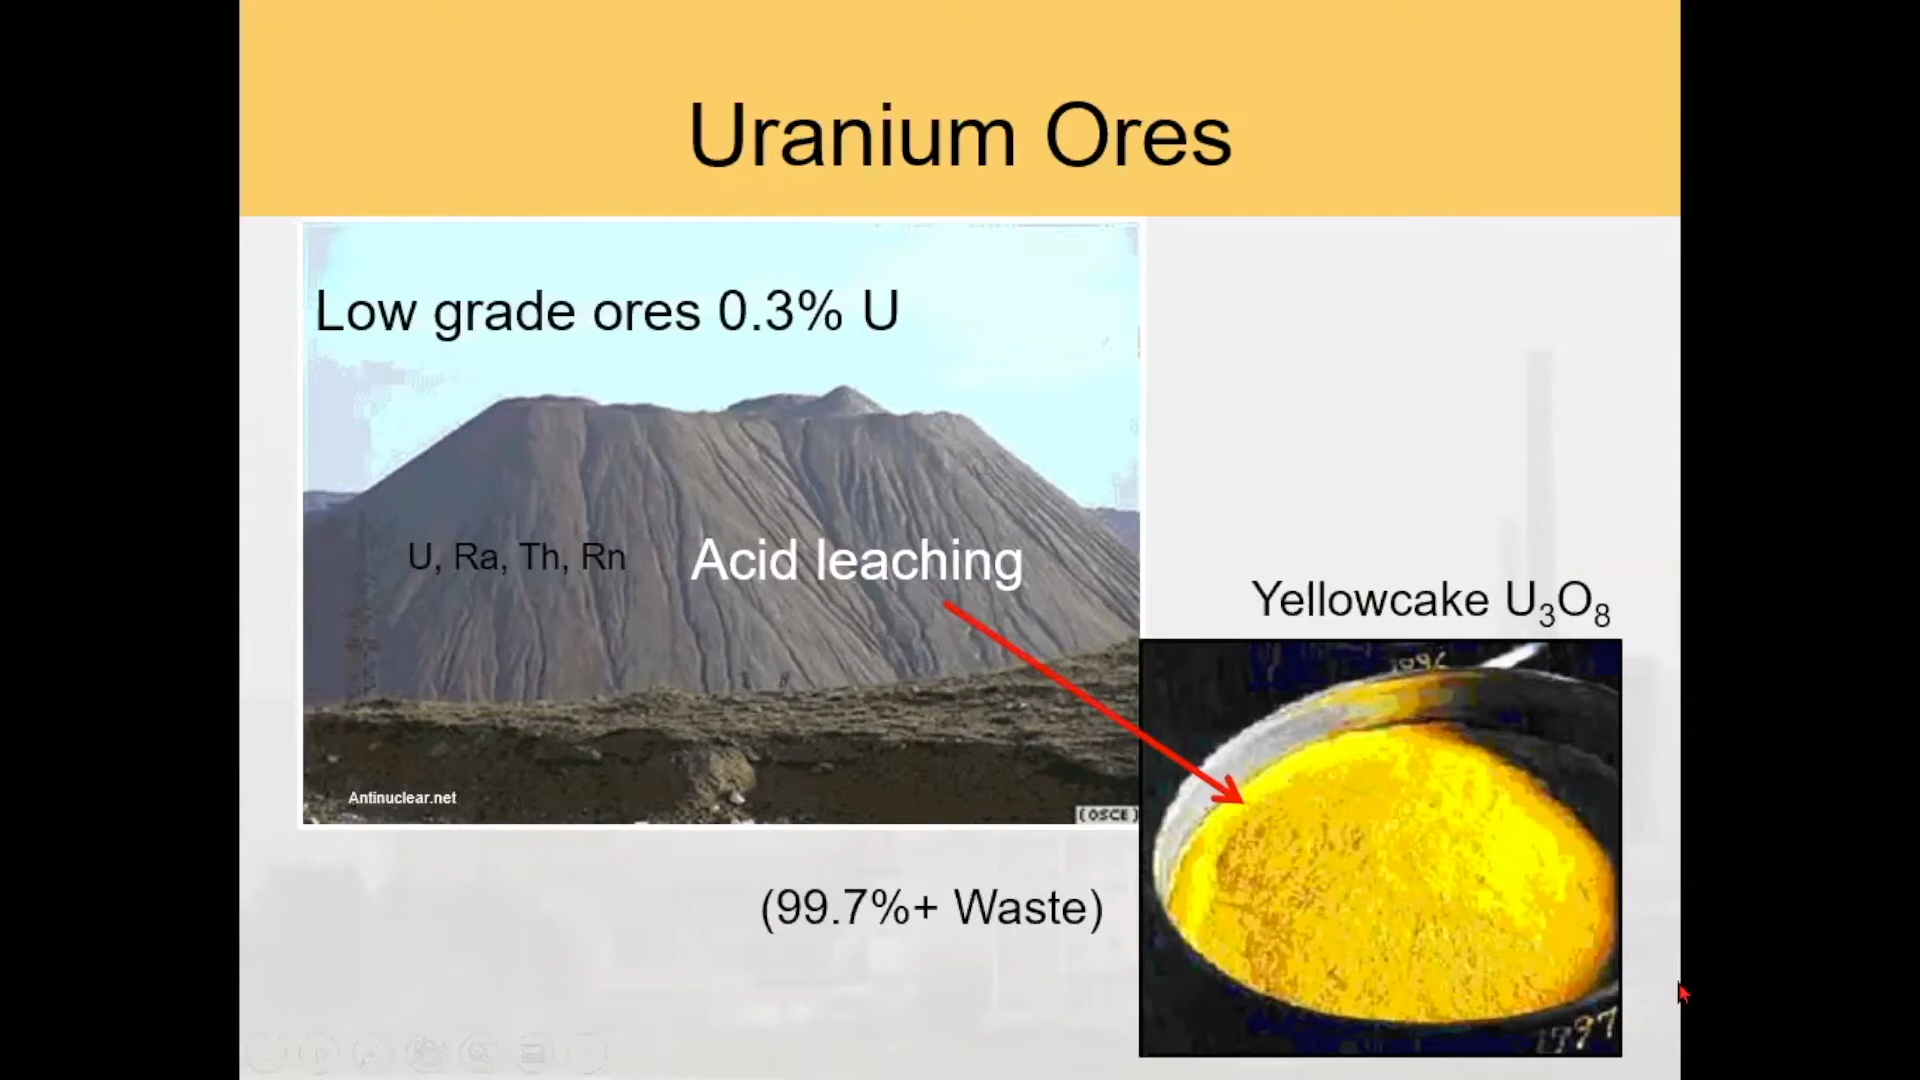 Uranium Ores
Low grade ores 0.3% U
U, Ra, Th, Rn
Acid leaching
Yellowcake U₃O₈
Antinuclear.net
(OSCE)
(99.7%+ Waste)